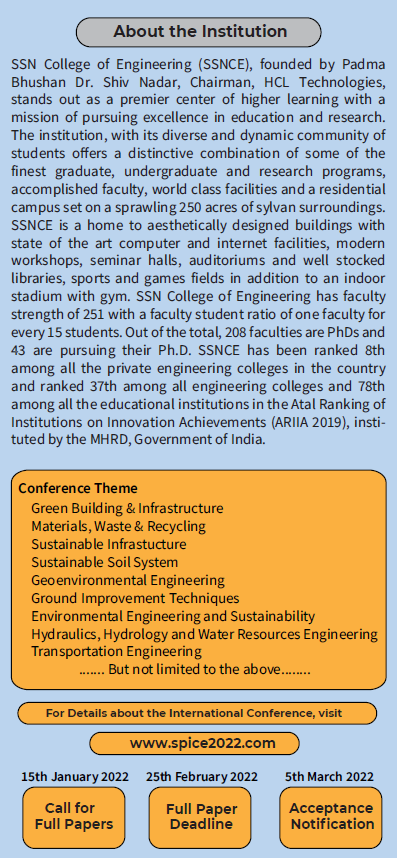 About the Institution
SSN College of Engineering (SSNCE), founded by Padma
Bhushan Dr. Shiv Nadar, Chairman, HCL Technologies,
stands out as a premier center of higher learning with a
mission of pursuing excellence in education and research.
The institution, with its diverse and dynamic community of
students offers a distinctive combination of some of the
finest graduate, undergraduate and research programs,
accomplished faculty, world class facilities and a residential
campus set on a sprawling 250 acres of sylvan surroundings.
SSNCE is a home to aesthetically designed buildings with
state of the art computer and internet facilities, modern
workshops, seminar halls, auditoriums and well stocked
libraries, sports and games fields in addition to an indoor
stadium with gym. SSN College of Engineering has faculty
strength of 251 with a faculty student ratio of one faculty for
every 15 students. Out of the total, 208 faculties are PhDs and
43 are pursuing their Ph.D. SSNCE has been ranked 8th
among all the private engineering colleges in the country
and ranked 37th among all engineering colleges and 78th
among all the educational institutions in the Atal Ranking of
Institutions on Innovation Achievements (ARIIA 2019), insti-
tuted by the MHRD, Government of India.
Conference Theme
Green Building & Infrastructure
Materials, Waste & Recycling
Sustainable Infrastucture
Sustainable Soil System
Geoenvironmental Engineering
Ground Improvement Techniques
Environmental Engineering and Sustainability
Hydraulics, Hydrology and Water Resources Engineering
Transportation Engineering
....... But not limited to the above........
For Details about the International Conference, visit
www.spice2022.com
15th January 2022 25th February 2022 5th March 2022
Call for Full Paper Acceptance
Full Papers Deadline Notification